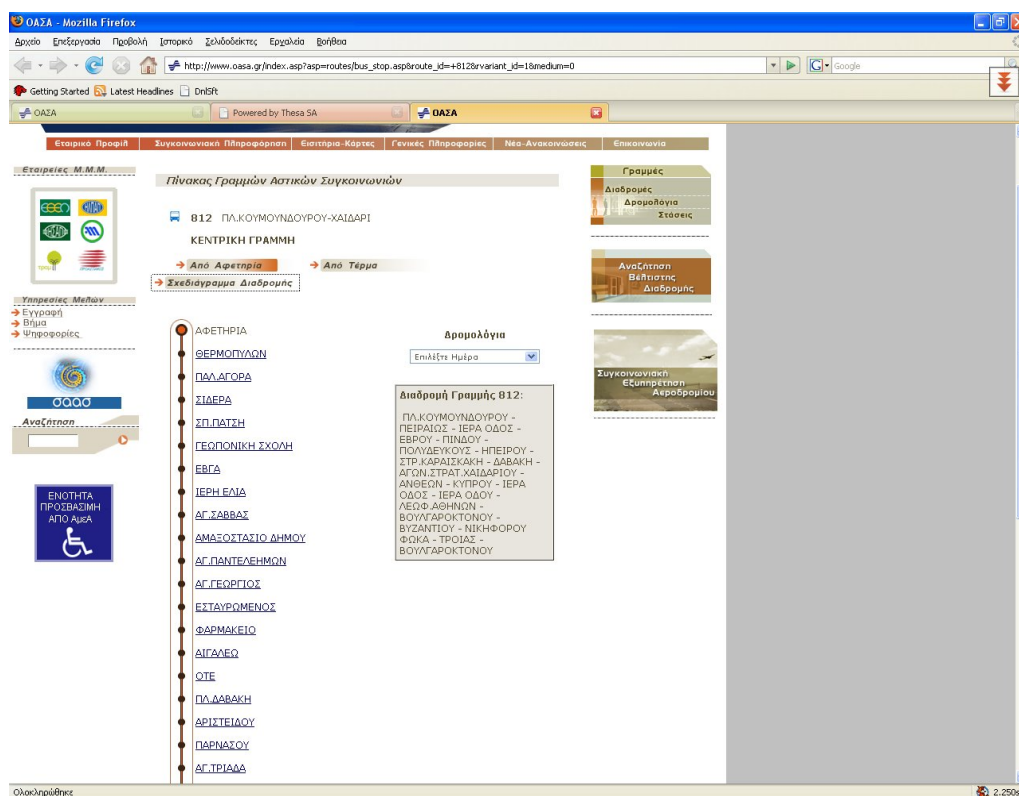 ΟΑΣΑ - Mozilla Firefox
Αρχείο Επεξεργασία Προβολή Ιστορικό Σελιδοδείκτες Εργαλεία Βοήθεια
http://www.oasa.gr/index.asp?asp=routes/bus_stop.asp&route_id=+812&rvariant_id=1&medium=0
Google
Getting Started Latest Headlines DnlSft
ΟΑΣΑ Powered by Thesa SA ΟΑΣΑ
Εταιρικό Προφίλ Συγκοινωνιακή Πληροφόρηση Εισιτήρια-Κάρτες Γενικές Πληροφορίες Νέα-Ανακοινώσεις Επικοινωνία
Εταιρείες Μ.Μ.Μ.
Υπηρεσίες Μελών
Εγγραφή
Βήμα
Ψηφοφορίες
σασσ
Αναζήτηση
ΕΝΟΤΗΤΑ
ΠΡΟΣΒΑΣΙΜΗ
ΑΠΟ ΑμεΑ
Πίνακας Γραμμών Αστικών Συγκοινωνιών
812 ΠΛ.ΚΟΥΜΟΥΝΔΟΥΡΟΥ-ΧΑΙΔΑΡΙ
ΚΕΝΤΡΙΚΗ ΓΡΑΜΜΗ
Από Αφετηρία Από Τέρμα
Σχεδιάγραμμα Διαδρομής
ΑΦΕΤΗΡΙΑ
ΘΕΡΜΟΠΥΛΩΝ
ΠΑΛ.ΑΓΟΡΑ
ΣΙΔΕΡΑ
ΣΠ.ΠΑΤΣΗ
ΓΕΩΠΟΝΙΚΗ ΣΧΟΛΗ
ΕΒΓΑ
ΙΕΡΗ ΕΛΙΑ
ΑΓ.ΣΑΒΒΑΣ
ΑΜΑΞΟΣΤΑΣΙΟ ΔΗΜΟΥ
ΑΓ.ΠΑΝΤΕΛΕΗΜΩΝ
ΑΓ.ΓΕΩΡΓΙΟΣ
ΕΣΤΑΥΡΩΜΕΝΟΣ
ΦΑΡΜΑΚΕΙΟ
ΑΙΓΑΛΕΩ
ΟΤΕ
ΠΛ.ΔΑΒΑΚΗ
ΑΡΙΣΤΕΙΔΟΥ
ΠΑΡΝΑΣΟΥ
ΑΓ.ΤΡΙΑΔΑ
Δρομολόγια
Επιλέξτε Ημέρα
Διαδρομή Γραμμής 812:
ΠΛ.ΚΟΥΜΟΥΝΔΟΥΡΟΥ -
ΠΕΙΡΑΙΩΣ - ΙΕΡΑ ΟΔΟΣ -
ΕΒΡΟΥ - ΠΙΝΔΟΥ -
ΠΟΛΥΔΕΥΚΟΥΣ - ΗΠΕΙΡΟΥ -
ΣΤΡ.ΚΑΡΑΙΣΚΑΚΗ - ΔΑΒΑΚΗ -
ΑΓΩΝ.ΣΤΡΑΤ.ΧΑΙΔΑΡΙΟΥ -
ΑΝΘΕΩΝ - ΚΥΠΡΟΥ - ΙΕΡΑ
ΟΔΟΣ - ΙΕΡΑ ΟΔΟΥ -
ΛΕΩΦ.ΑΘΗΝΩΝ -
ΒΟΥΛΓΑΡΟΚΤΟΝΟΥ -
ΒΥΖΑΝΤΙΟΥ - ΝΙΚΗΦΟΡΟΥ
ΦΩΚΑ - ΤΡΟΙΑΣ -
ΒΟΥΛΓΑΡΟΚΤΟΝΟΥ
Γραμμές
Διαδρομές
Δρομολόγια
Στάσεις
Αναζήτηση
Βέλτιστης
Διαδρομής
Συγκοινωνιακή
Εξυπηρέτηση
Αεροδρομίου
Ολοκληρώθηκε
2.250s